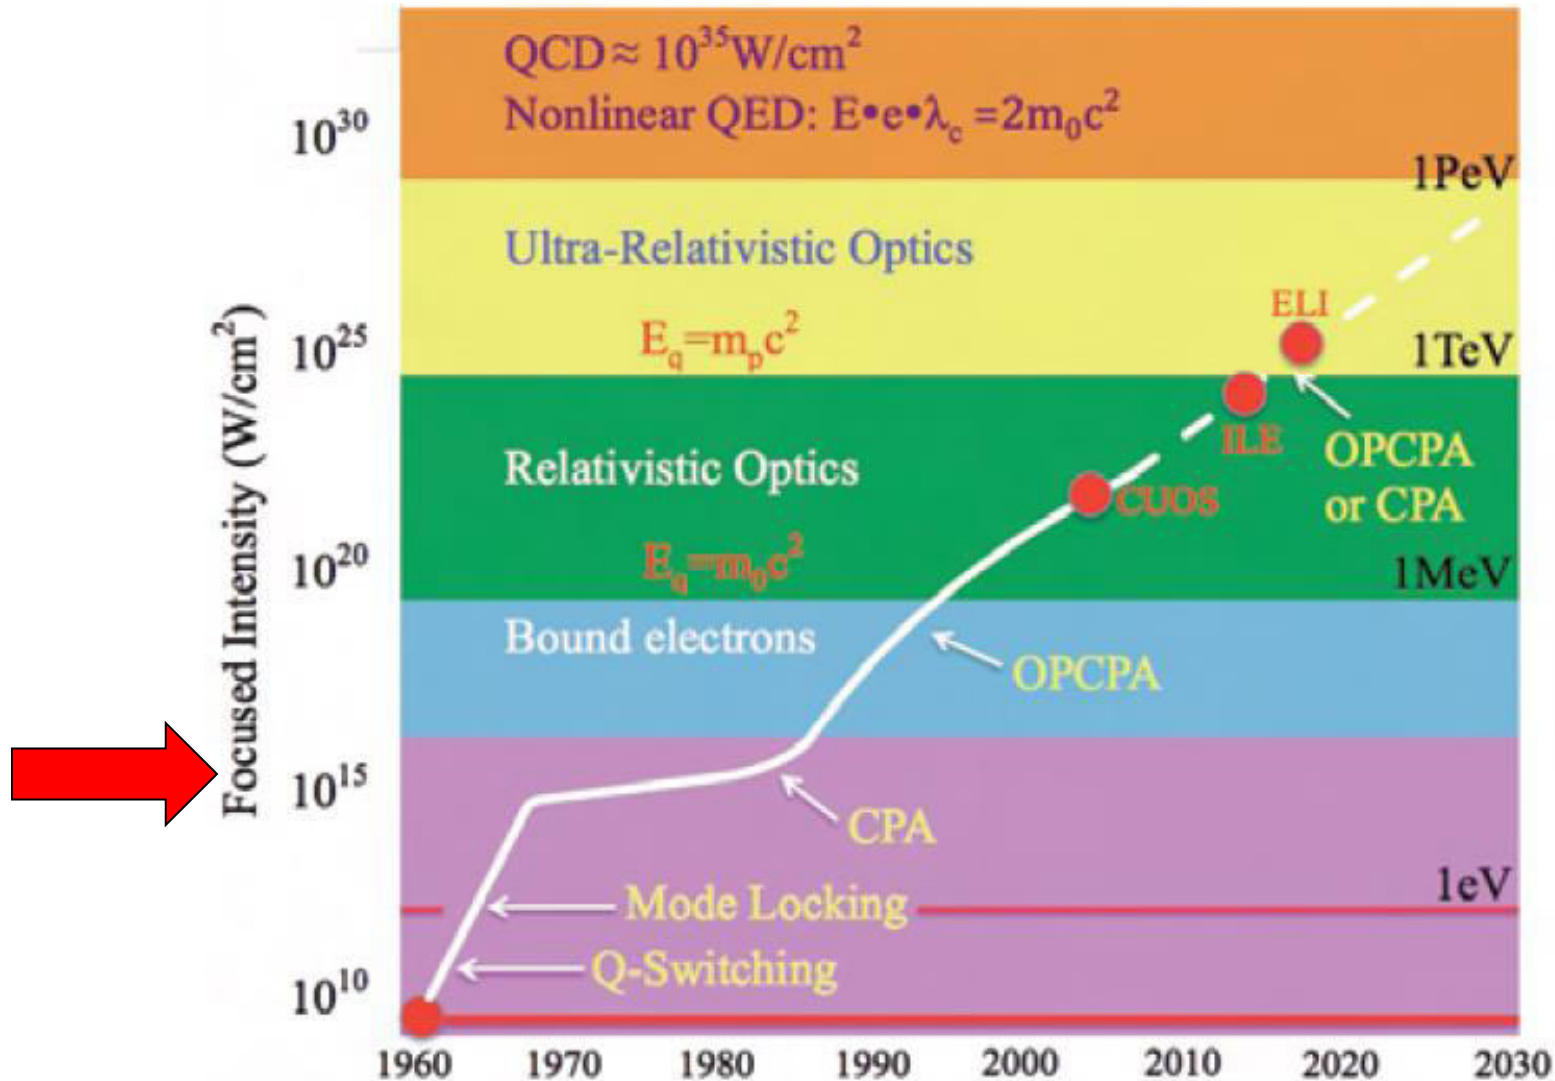 QCD ≈ 10³⁵W/cm²
Nonlinear QED: E•e•λc =2m₀c²
10³⁰
1PeV
Ultra-Relativistic Optics
ELI
Eq=mpc²
10²⁵
1TeV
ILE
OPCPA
or CPA
Relativistic Optics
CUOS
Eq=m₀c²
10²⁰
1MeV
Bound electrons
OPCPA
Focused Intensity (W/cm²)
10¹⁵
CPA
1eV
Mode Locking
Q-Switching
10¹⁰
1960 1970 1980 1990 2000 2010 2020 2030